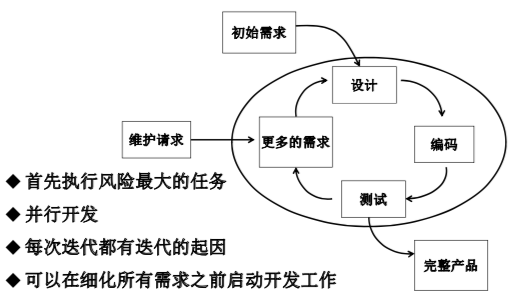 初始需求
设计
维护请求
更多的需求
编码
测试
完整产品
◆ 首先执行风险最大的任务
◆ 并行开发
◆ 每次迭代都有迭代的起因
◆ 可以在细化所有需求之前启动开发工作